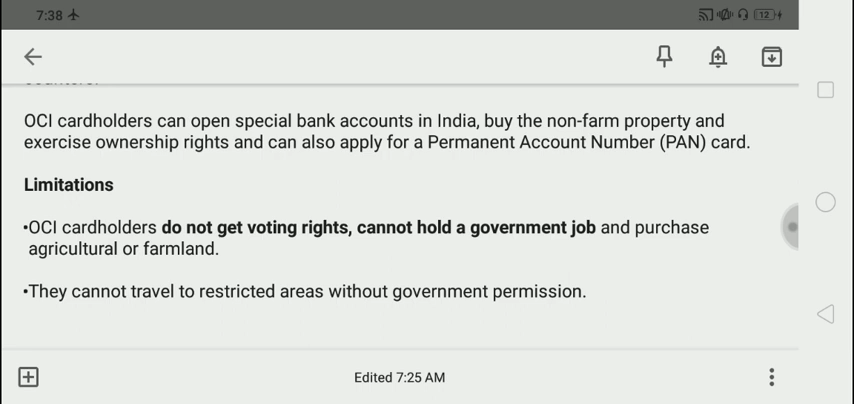 7:38
12
OCI cardholders can open special bank accounts in India, buy the non-farm property and
exercise ownership rights and can also apply for a Permanent Account Number (PAN) card.
Limitations
•OCI cardholders do not get voting rights, cannot hold a government job and purchase
agricultural or farmland.
•They cannot travel to restricted areas without government permission.
Edited 7:25 AM